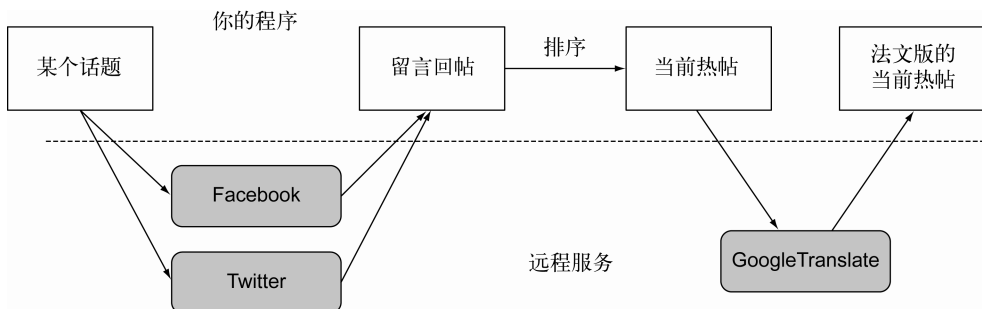 你的程序
某个话题
留言回帖
排序
当前热帖
法文版的
当前热帖
Facebook
Twitter
远程服务
GoogleTranslate